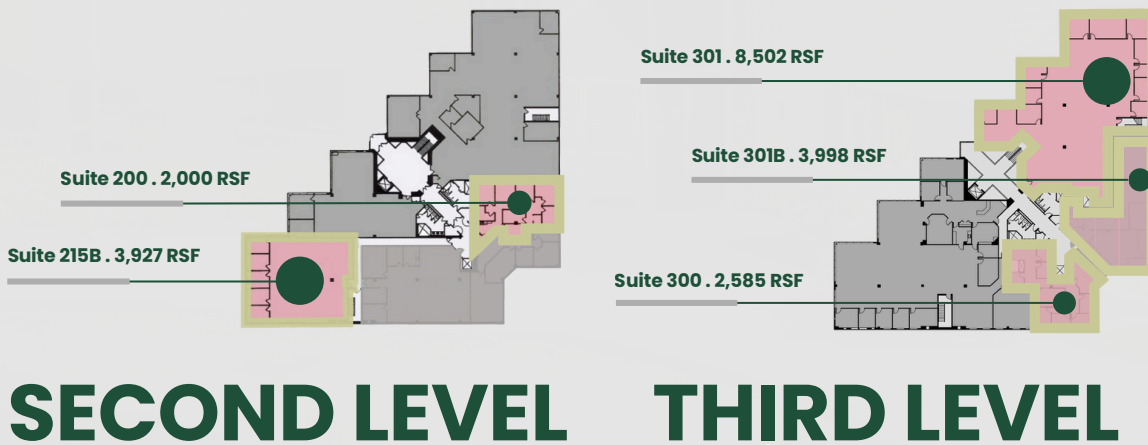 Suite 200 . 2,000 RSF
Suite 215B . 3,927 RSF
SECOND LEVEL
Suite 301 . 8,502 RSF
Suite 301B . 3,998 RSF
Suite 300 . 2,585 RSF
THIRD LEVEL